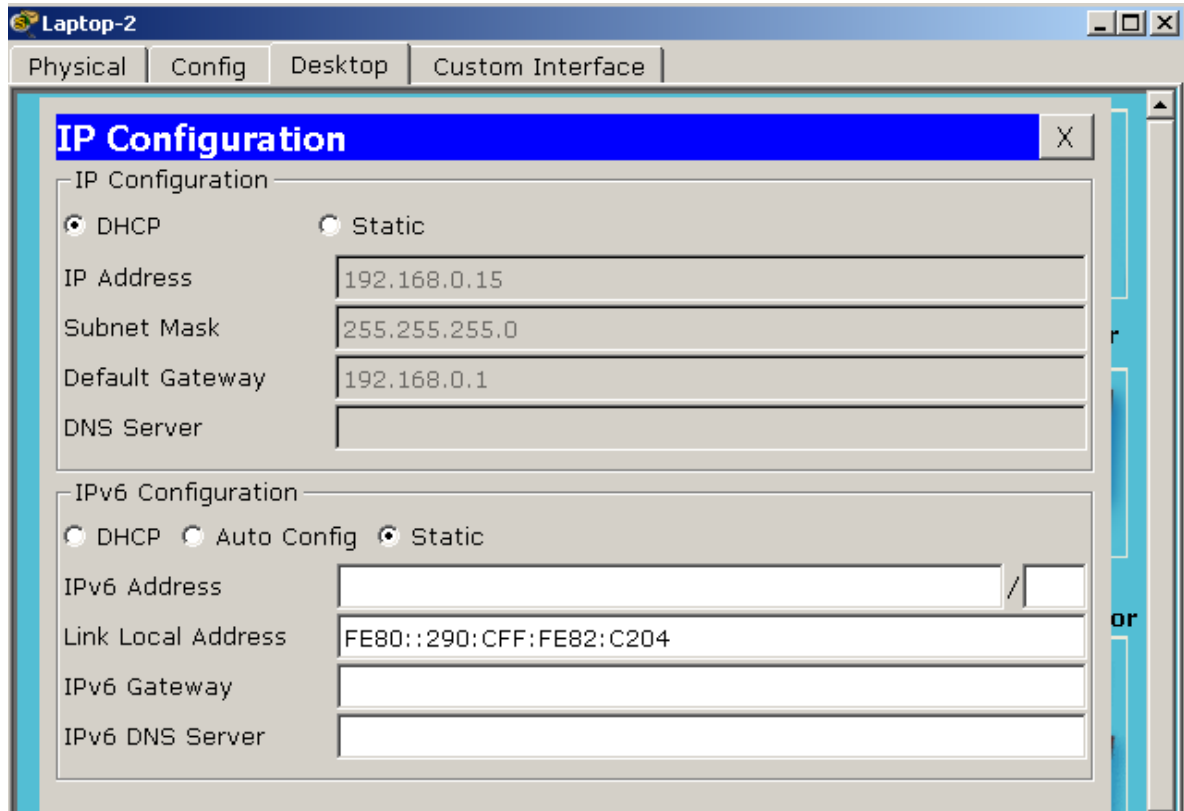 Laptop-2
Physical Config Desktop Custom Interface
IP Configuration X
IP Configuration
DHCP Static
IP Address 192.168.0.15
Subnet Mask 255.255.255.0
r
Default Gateway 192.168.0.1
DNS Server
IPv6 Configuration
DHCP Auto Config Static
IPv6 Address /
or
Link Local Address FE80::290:CFF:FE82:C204
IPv6 Gateway
IPv6 DNS Server